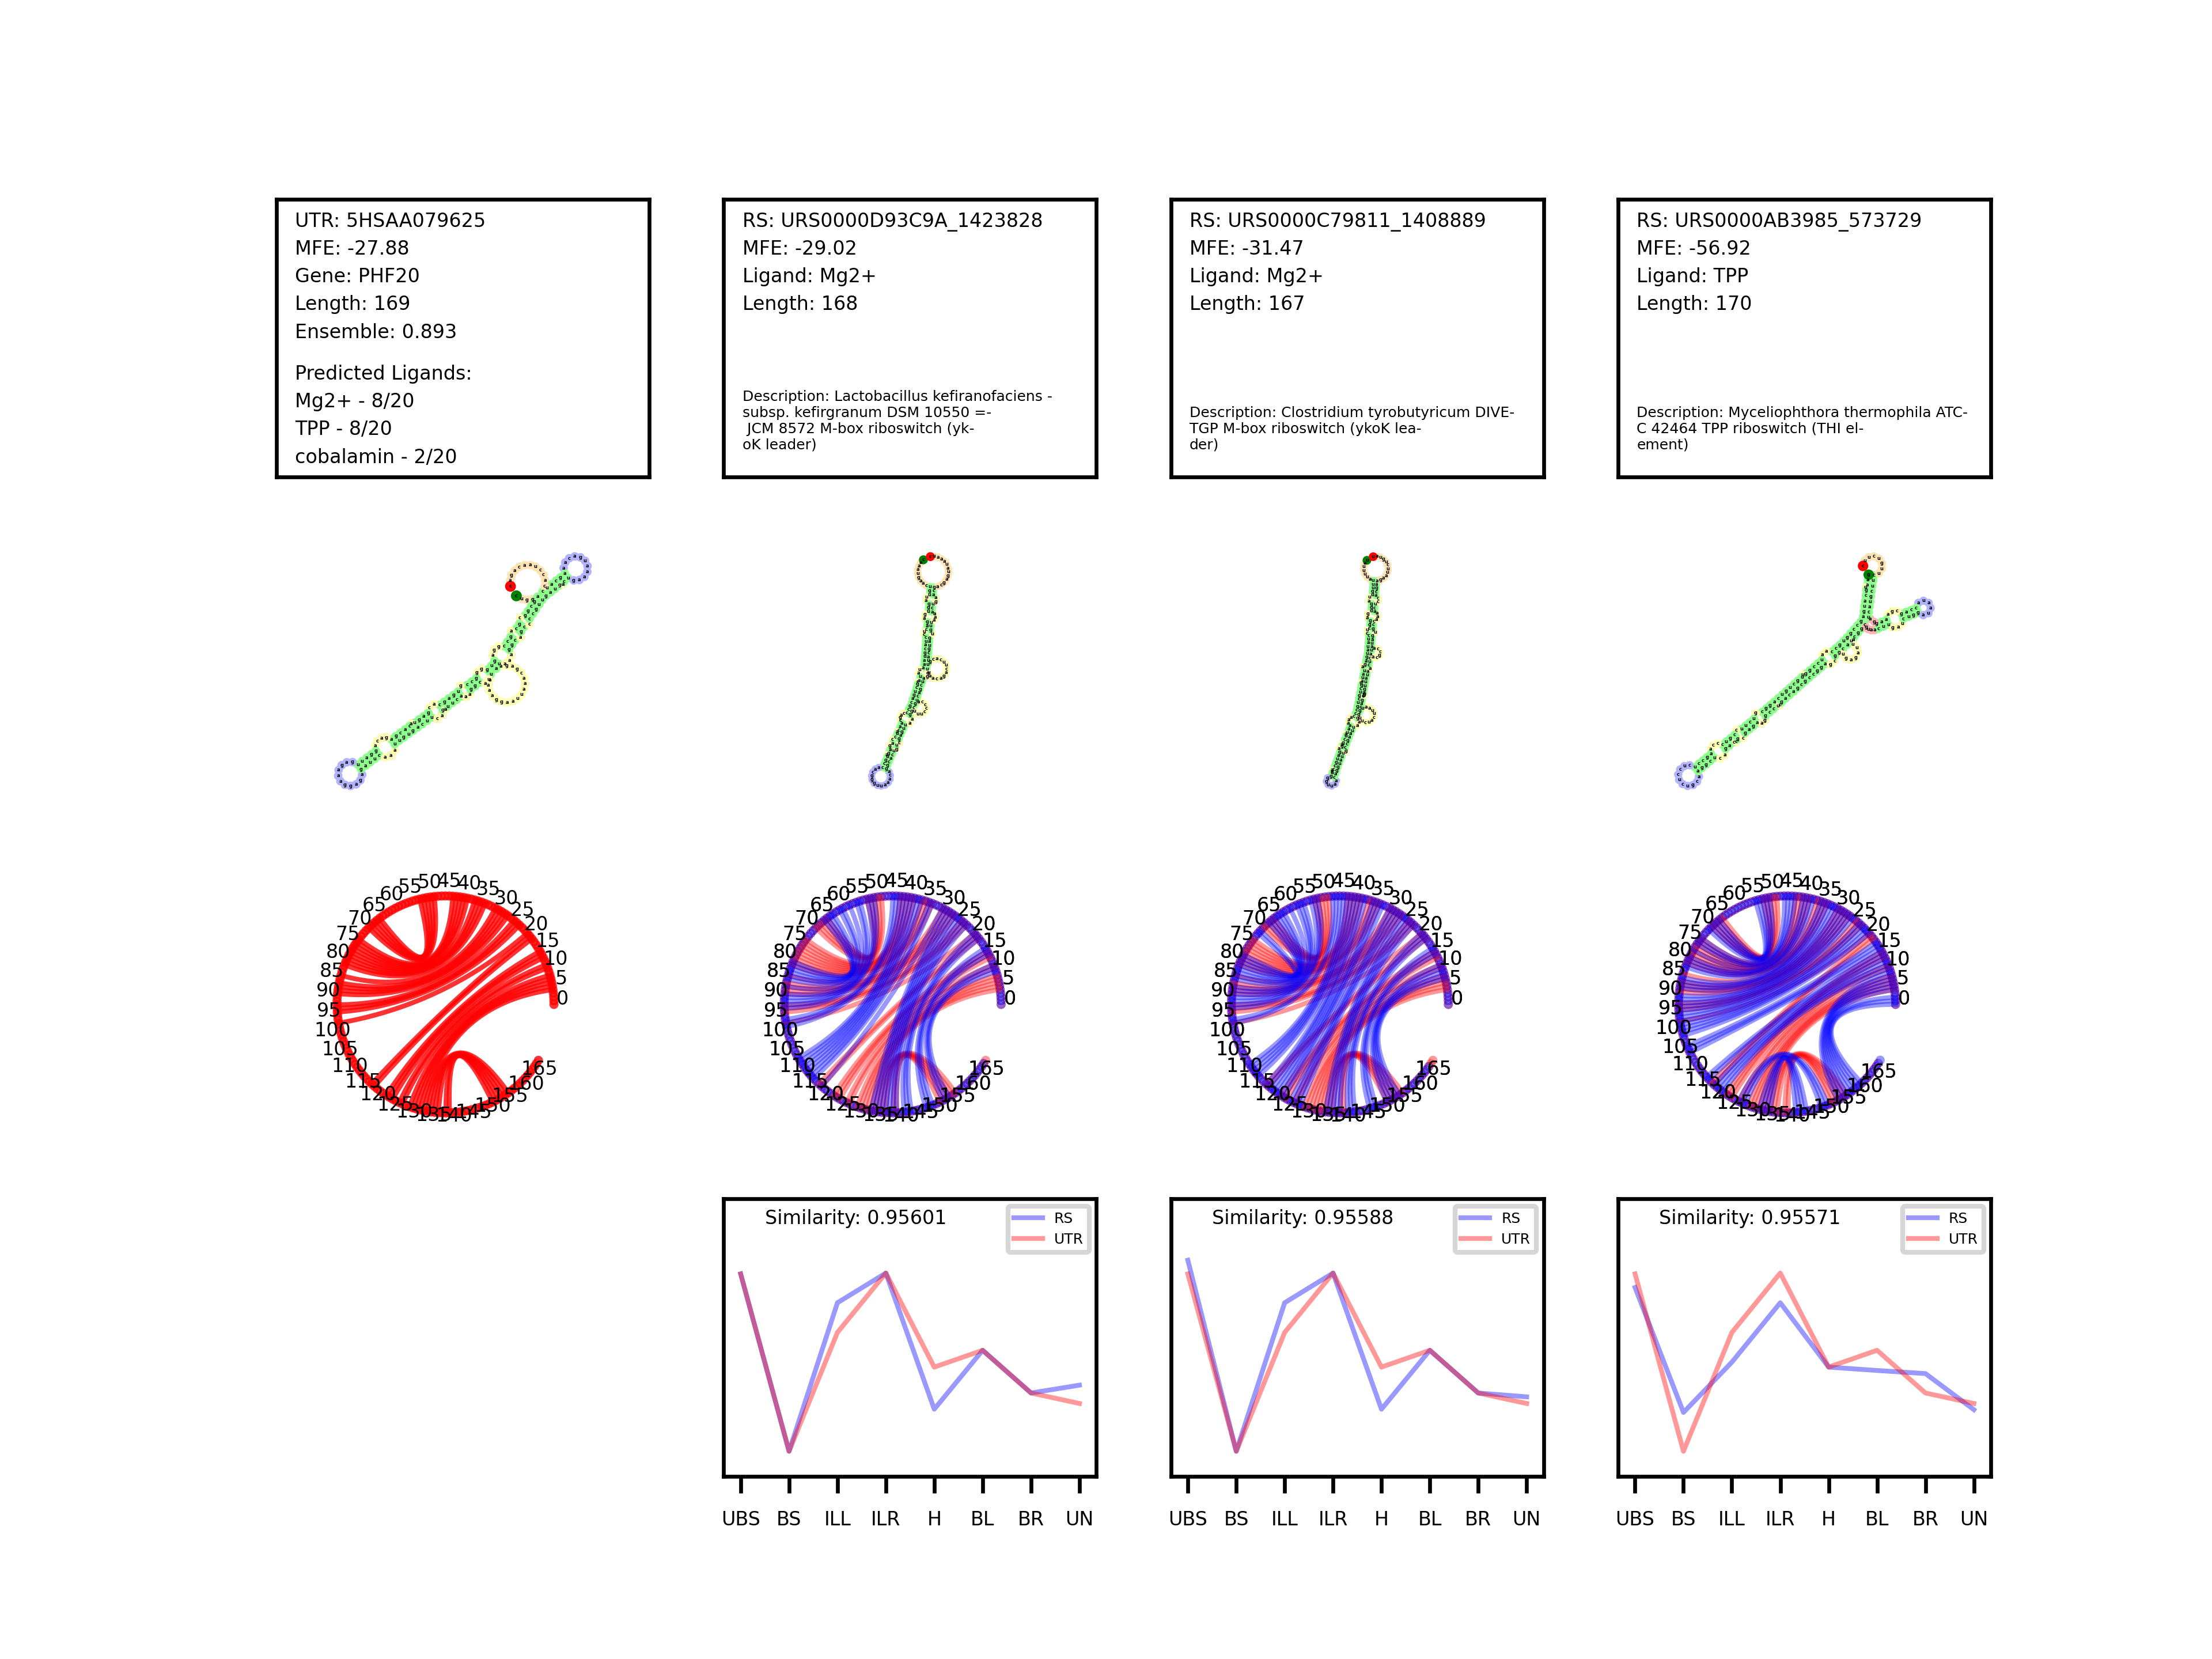 UTR: 5HSAA079625
MFE: -27.88
Gene: PHF20
Length: 169
Ensemble: 0.893
Predicted Ligands:
Mg2+ - 8/20
TPP - 8/20
cobalamin - 2/20
RS: URS0000D93C9A_1423828
MFE: -29.02
Ligand: Mg2+
Length: 168
Description: Lactobacillus kefiranofaciens -
subsp. kefirgranum DSM 10550 =-
JCM 8572 M-box riboswitch (yk-
oK leader)
RS: URS0000C79811_1408889
MFE: -31.47
Ligand: Mg2+
Length: 167
Description: Clostridium tyrobutyricum DIVE-
TGP M-box riboswitch (ykoK lea-
der)
RS: URS0000AB3985_573729
MFE: -56.92
Ligand: TPP
Length: 170
Description: Myceliophthora thermophila ATC-
C 42464 TPP riboswitch (THI el-
ement)
0 5 10 15 20 25 30 35 40 45 50 55 60 65 70 75 80 85 90 95 100 105 110 115 120 125 130 135 140 145 150 155 160 165
0 5 10 15 20 25 30 35 40 45 50 55 60 65 70 75 80 85 90 95 100 105 110 115 120 125 130 135 140 145 150 155 160 165
0 5 10 15 20 25 30 35 40 45 50 55 60 65 70 75 80 85 90 95 100 105 110 115 120 125 130 135 140 145 150 155 160 165
0 5 10 15 20 25 30 35 40 45 50 55 60 65 70 75 80 85 90 95 100 105 110 115 120 125 130 135 140 145 150 155 160 165
Similarity: 0.95601
RS
UTR
UBS BS ILL ILR H BL BR UN
Similarity: 0.95588
RS
UTR
UBS BS ILL ILR H BL BR UN
Similarity: 0.95571
RS
UTR
UBS BS ILL ILR H BL BR UN